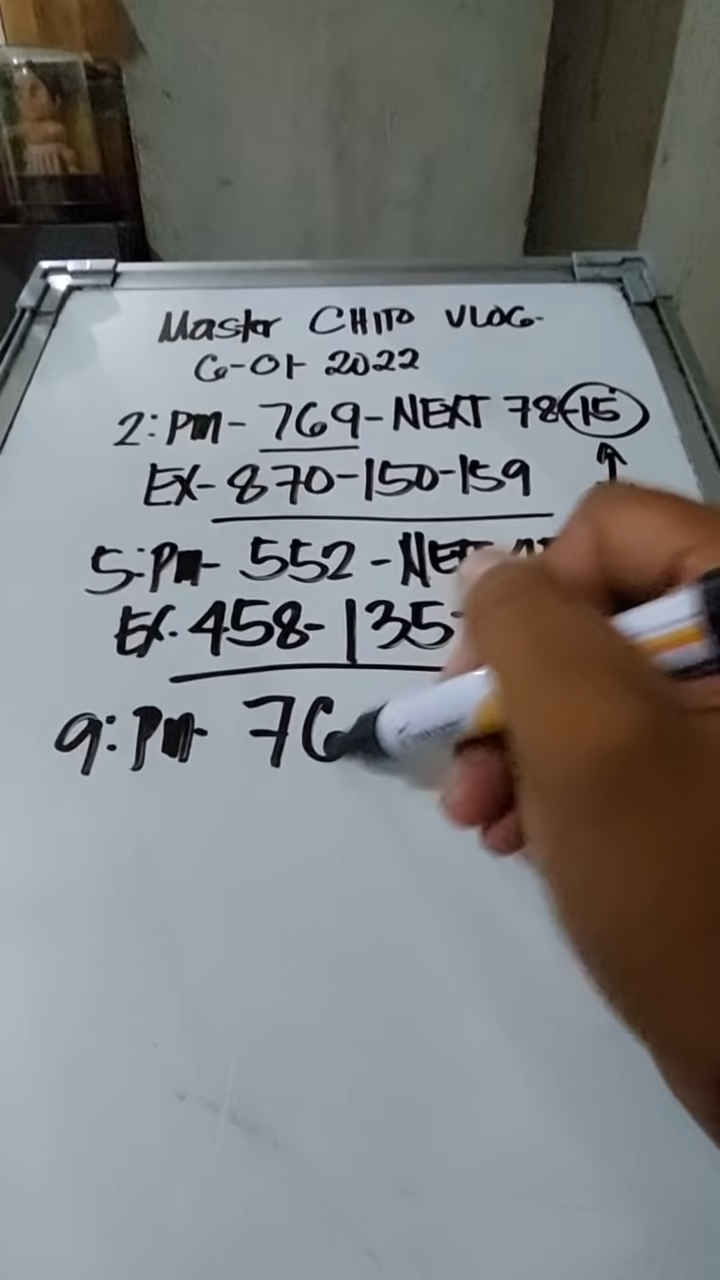 Master CHITO VLOG-
6-01-2022
2:PM- 769-NEXT 78-15
EX-870-150-159
5:PM- 552-
EX.458-135
9:PM- 76